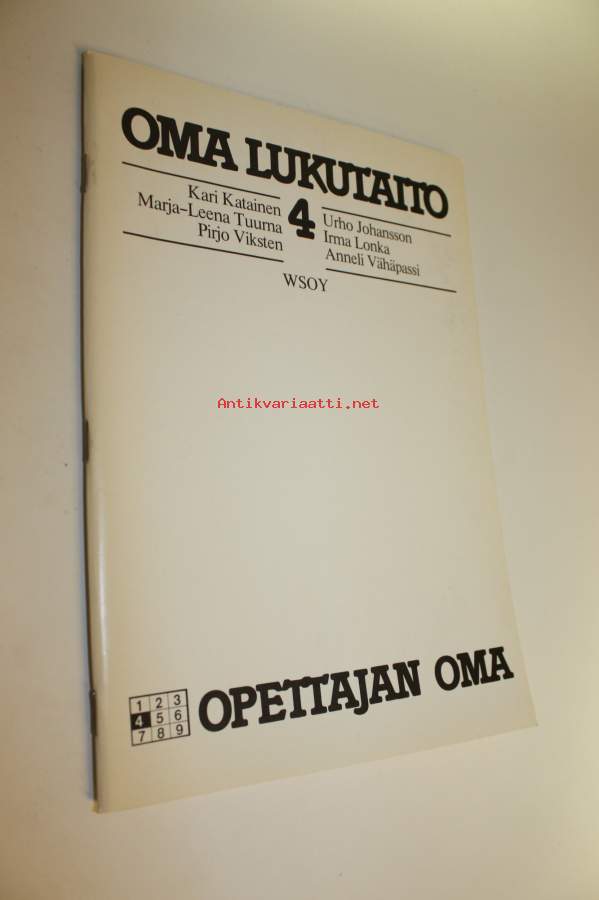 OMA LUKUTAITO
4
Kari Katainen
Marja-Leena Tuurna
Pirjo Viksten
Urho Johansson
Irma Lonka
Anneli Vähäpassi
WSOY
Antikvariaatti.net
1 2 3
4 5 6
7 8 9
OPETTAJAN OMA